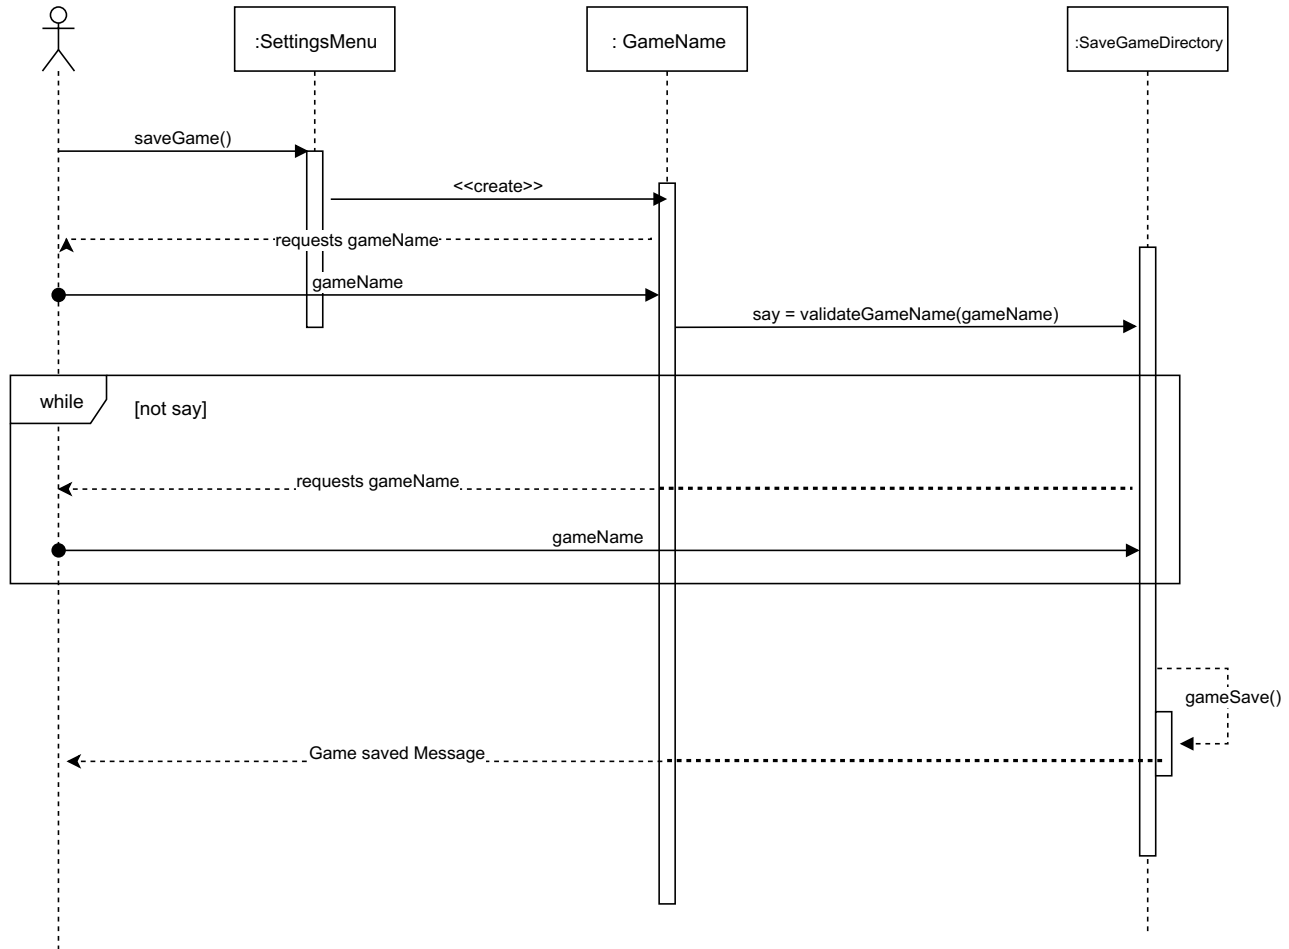 :SettingsMenu
: GameName
:SaveGameDirectory
saveGame()
<<create>>
requests gameName
gameName
say = validateGameName(gameName)
while
[not say]
requests gameName
gameName
gameSave()
Game saved Message